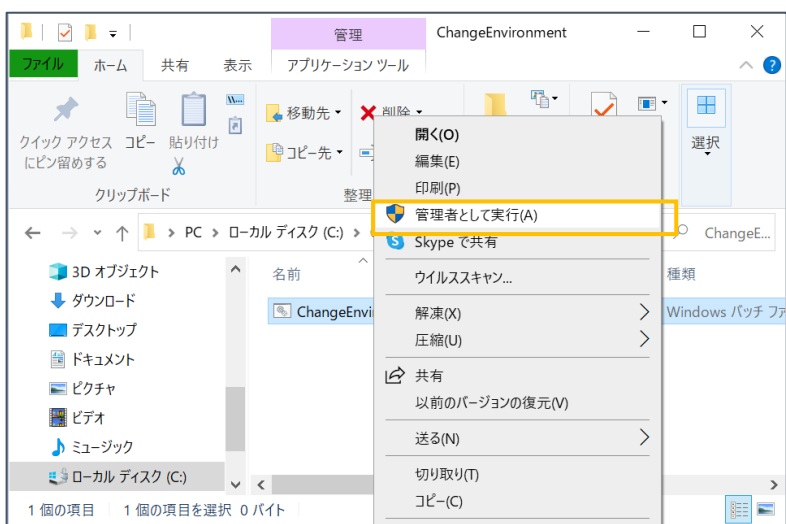 管理
ChangeEnvironment
ファイル
ホーム
共有
表示
アプリケーション ツール
クイック アクセス
にピン留めする
コピー
貼り付け
移動先
コピー先
削除
選択
クリップボード
整理
PC
ローカル ディスク (C:)
ChangeE...
3D オブジェクト
ダウンロード
デスクトップ
ドキュメント
ピクチャ
ビデオ
ミュージック
ローカル ディスク (C:)
名前
種類
ChangeEnvi
Windows バッチ ファ
開く(O)
編集(E)
印刷(P)
管理者として実行(A)
Skype で共有
ウイルススキャン...
解凍(X)
圧縮(U)
共有
以前のバージョンの復元(V)
送る(N)
切り取り(T)
コピー(C)
1 個の項目
1 個の項目を選択 0 バイト